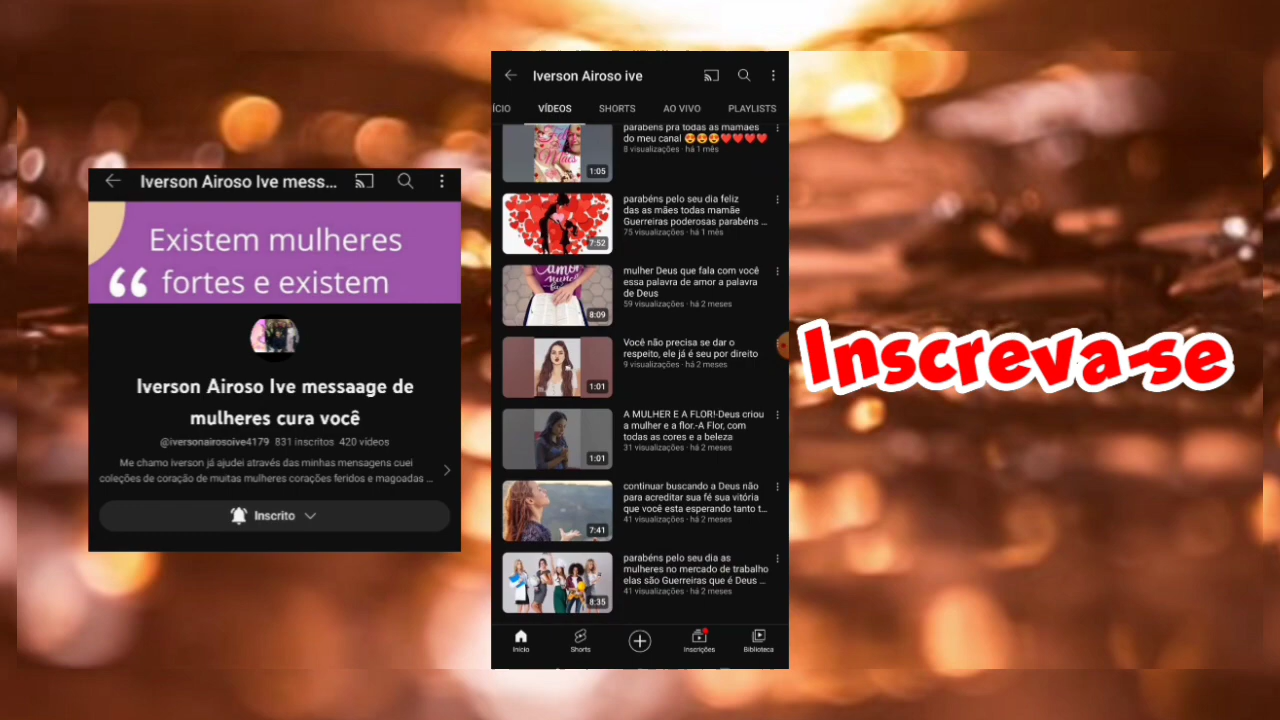 Iverson Airoso Ive mess...
Existem mulheres
“ fortes e existem
Iverson Airoso Ive messaage de
mulheres cura você
@iversonairosoive4179 831 inscritos 420 vídeos
Me chamo iverson já ajudei através das minhas mensagens cuei
coleções de coração de muitas mulheres corações feridos e magoadas ...
Inscrito
Iverson Airoso ive
ÍCIO VÍDEOS SHORTS AO VIVO PLAYLISTS
parabéns pra todas as mamães
do meu canal 😍😍😍❤❤❤❤
8 visualizações · há 1 mês
Mães
1:05
parabéns pelo seu dia feliz
das as mães todas mamãe
Guerreiras poderosas parabéns ...
75 visualizações · há 1 mês
7:52
mulher Deus que fala com você
essa palavra de amor a palavra
de Deus
59 visualizações · há 2 meses
8:09
Você não precisa se dar o
respeito, ele já é seu por direito
9 visualizações · há 2 meses
1:01
A MULHER E A FLOR!-Deus criou
a mulher e a flor.-A Flor, com
todas as cores e a beleza
31 visualizações · há 2 meses
1:01
continuar buscando a Deus não
para acreditar sua fé sua vitória
que você esta esperando tanto t...
41 visualizações · há 2 meses
7:41
parabéns pelo seu dia as
mulheres no mercado de trabalho
elas são Guerreiras que é Deus ...
41 visualizações · há 2 meses
8:35
Início Shorts Inscrições Biblioteca
Inscreva-se